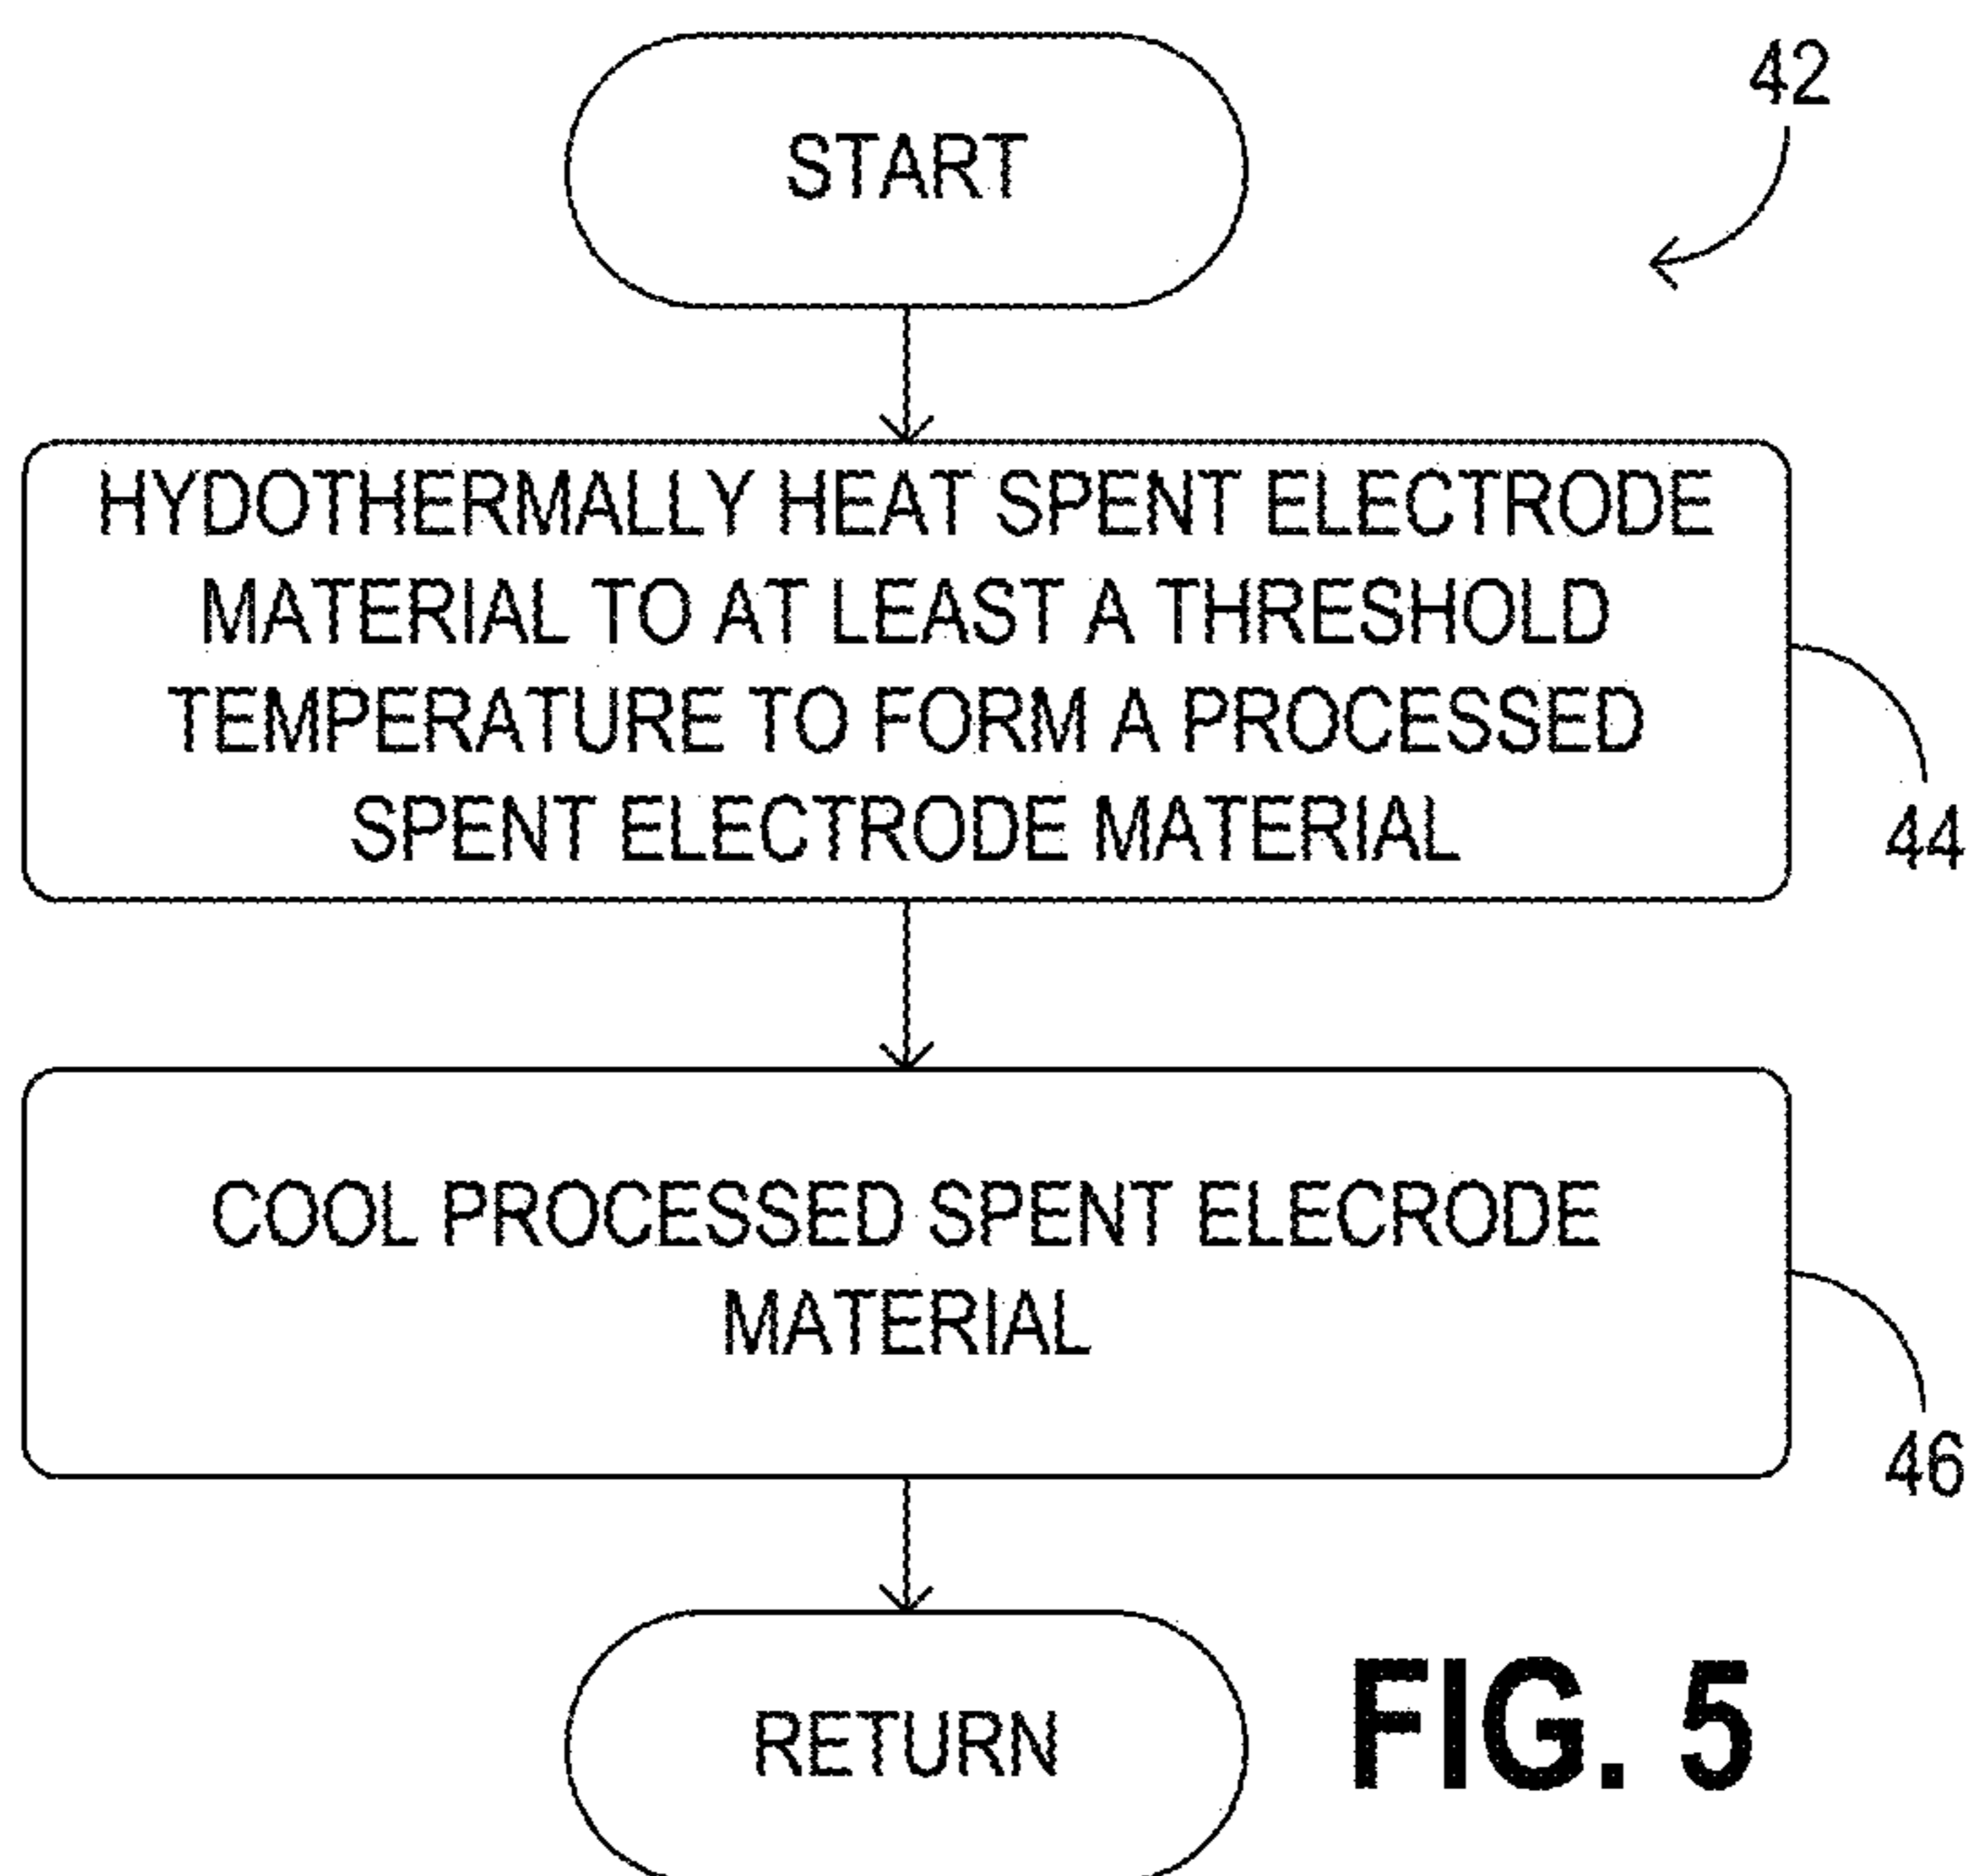 START
42
HYDOTHERMALLY HEAT SPENT ELECTRODE
MATERIAL TO AT LEAST A THRESHOLD
TEMPERATURE TO FORM A PROCESSED
SPENT ELECTRODE MATERIAL
44
COOL PROCESSED SPENT ELECRODE
MATERIAL
46
RETURN
FIG. 5